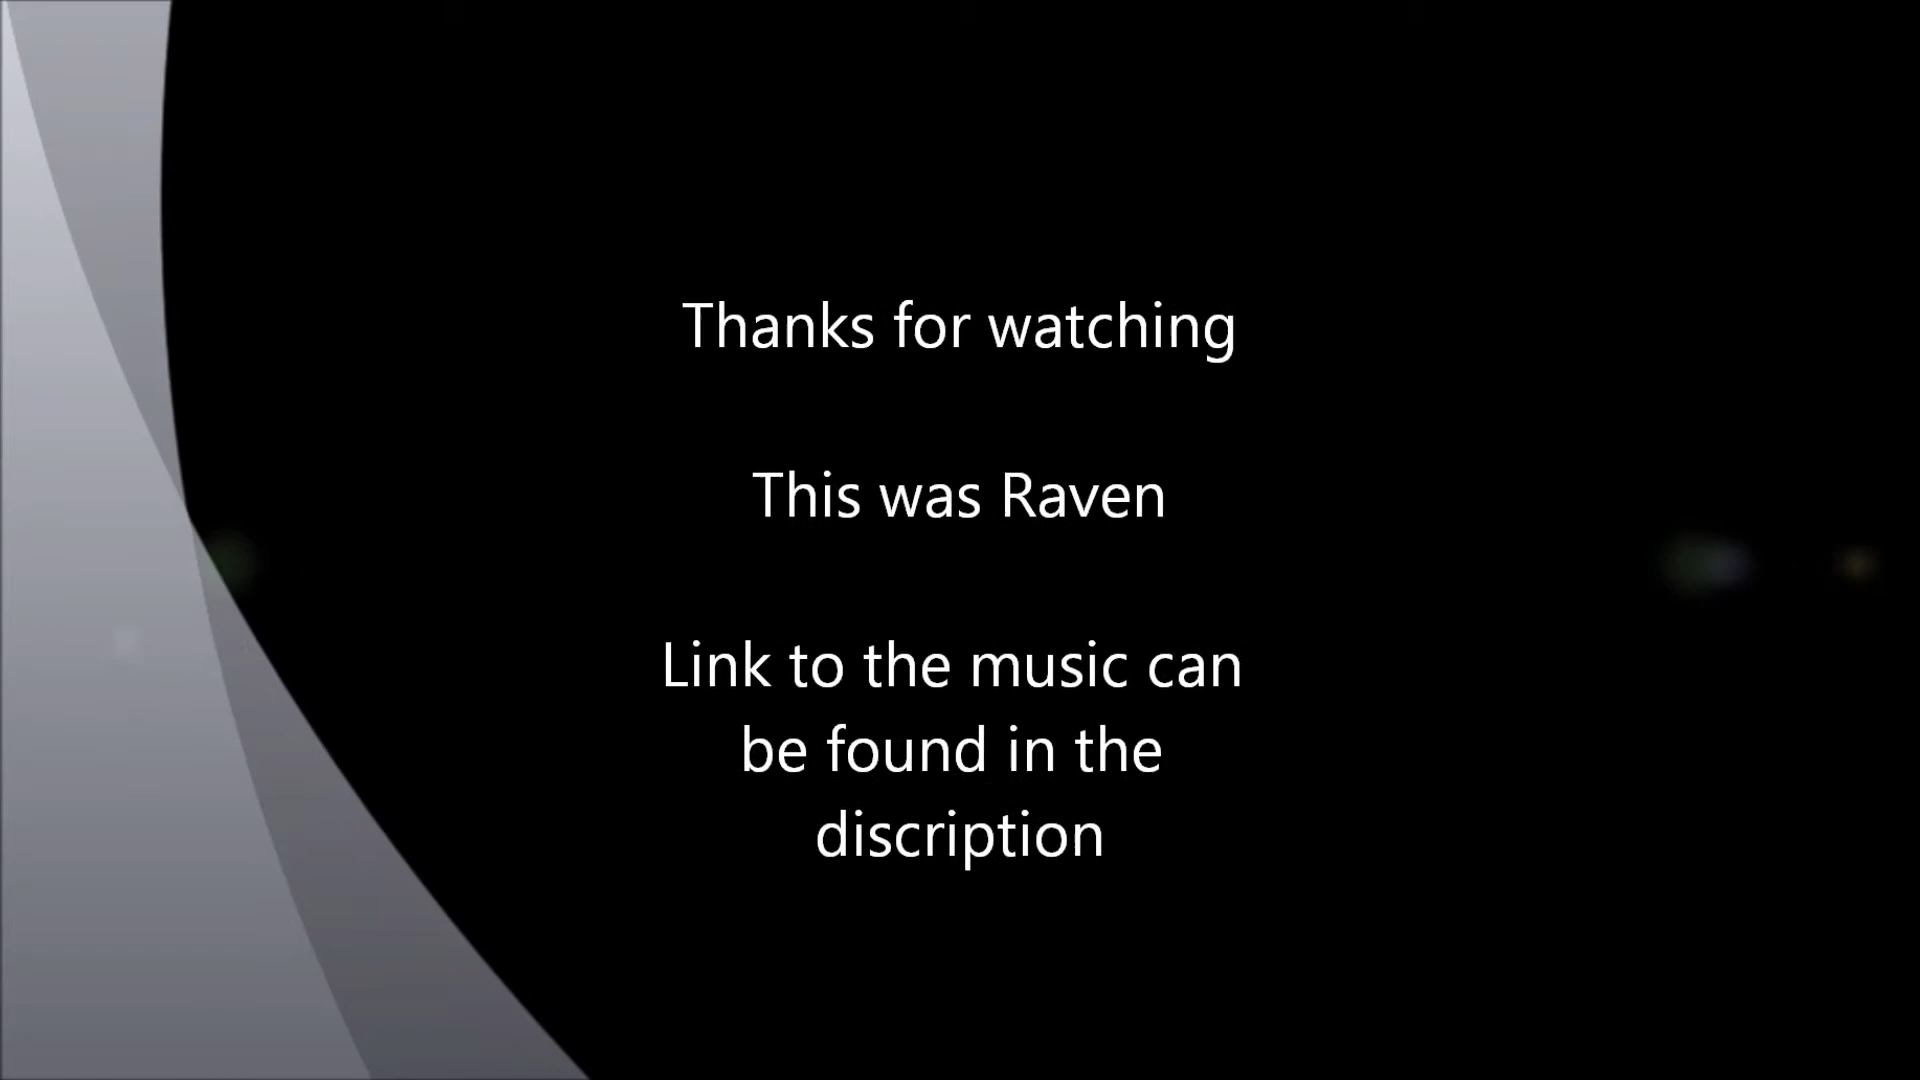 Thanks for watching
This was Raven
Link to the music can
be found in the
discription